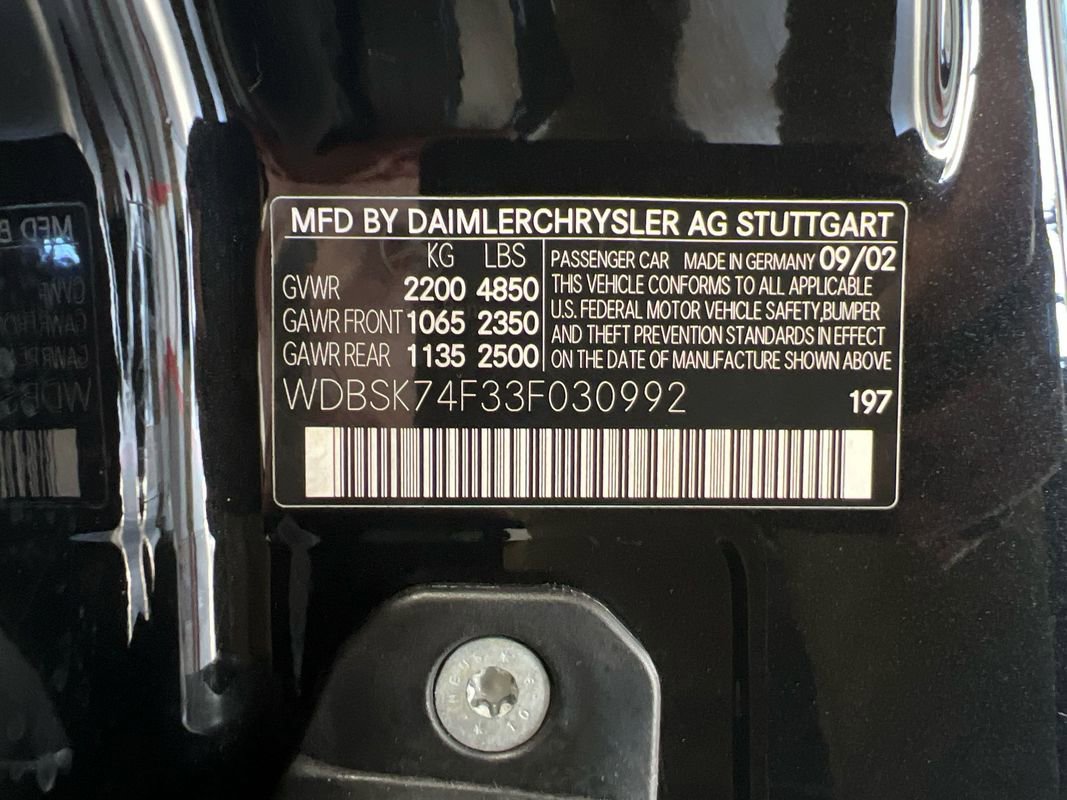 MFD BY DAIMLERCHRYSLER AG STUTTGART
KG LBS
GVWR 2200 4850
GAWR FRONT 1065 2350
GAWR REAR 1135 2500
PASSENGER CAR MADE IN GERMANY 09/02
THIS VEHICLE CONFORMS TO ALL APPLICABLE
U.S. FEDERAL MOTOR VEHICLE SAFETY,BUMPER
AND THEFT PREVENTION STANDARDS IN EFFECT
ON THE DATE OF MANUFACTURE SHOWN ABOVE
WDBSK74F33F030992 197